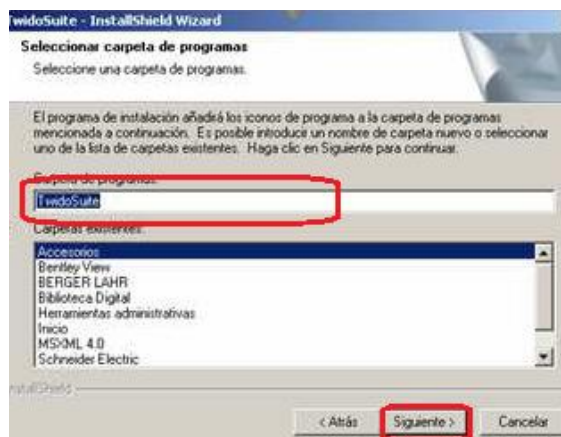 TwidoSuite - InstallShield Wizard
Seleccionar carpeta de programas
Seleccione una carpeta de programas.
El programa de instalación añadirá los iconos de programa a la carpeta de programas
mencionada a continuación. Es posible introducir un nombre de carpeta nuevo o seleccionar
uno de la lista de carpetas existentes. Haga clic en Siguiente para continuar.
Carpeta de programas:
TwidoSuite
Carpetas existentes:
Accesorios
Bentley View
BERGER LAHR
Biblioteca Digital
Herramientas administrativas
Inicio
MSXML 4.0
Schneider Electric
InstallShield
< Atrás
Siguiente >
Cancelar